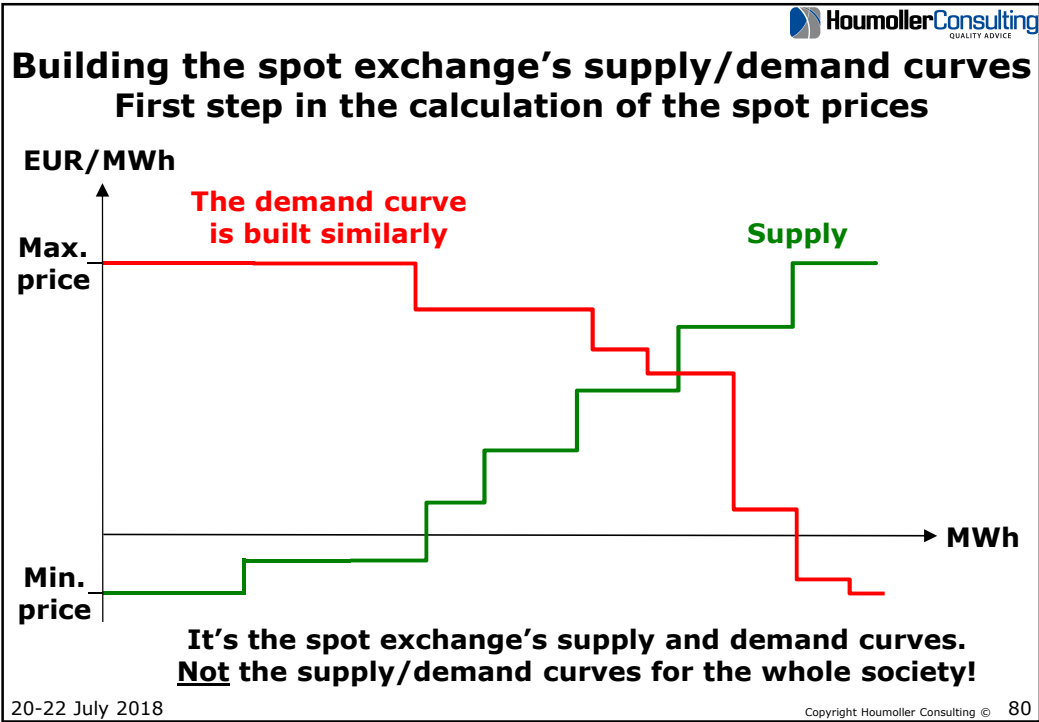 HoumollerConsulting
QUALITY ADVICE
Building the spot exchange’s supply/demand curves
First step in the calculation of the spot prices
EUR/MWh
The demand curve
is built similarly
Supply
Max.
price
MWh
Min.
price
It’s the spot exchange’s supply and demand curves.
Not the supply/demand curves for the whole society!
20-22 July 2018
Copyright Houmoller Consulting ©
80